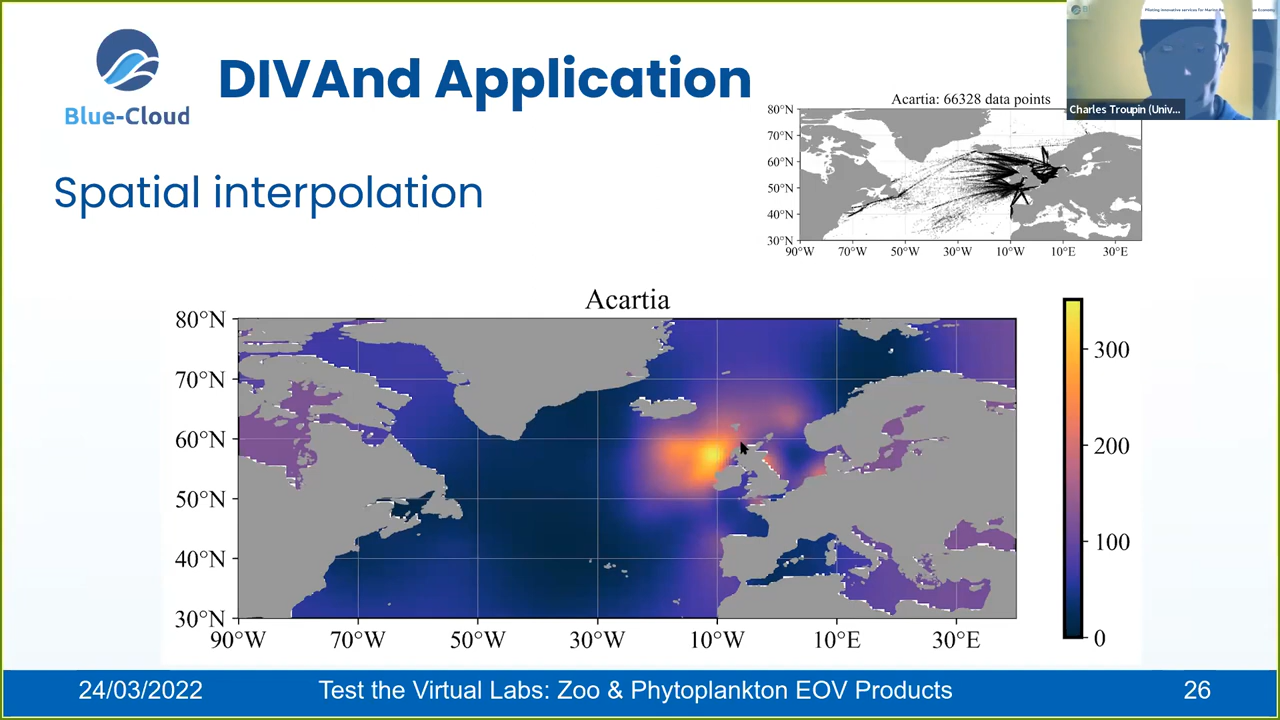 Blue-Cloud
DIVAnd Application
Charles Troupin (Univ...
Spatial interpolation
Acartia: 66328 data points
80°N
70°N
60°N
50°N
40°N
30°N
90°W 70°W 50°W 30°W 10°W 10°E 30°E
Acartia
80°N
70°N
60°N
50°N
40°N
30°N
90°W 70°W 50°W 30°W 10°W 10°E 30°E
300
200
100
0
24/03/2022 Test the Virtual Labs: Zoo & Phytoplankton EOV Products 26